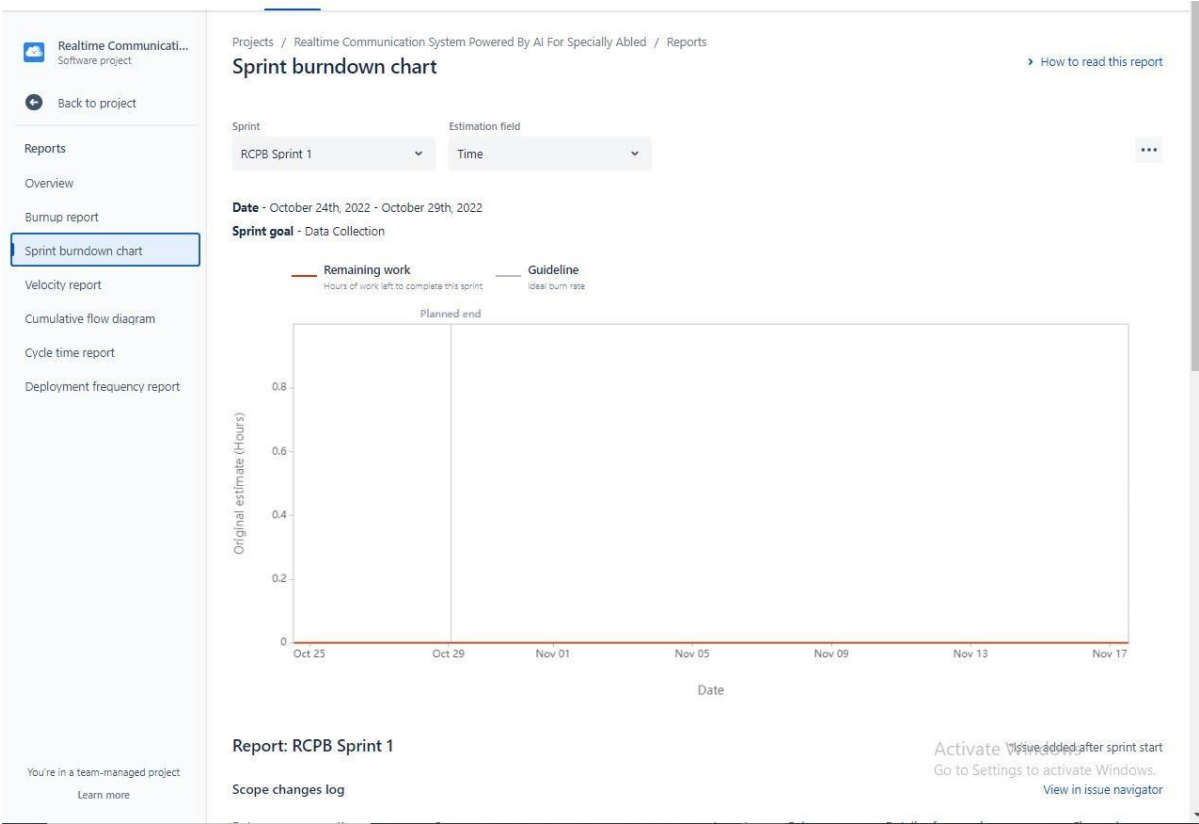 Realtime Communicati...
Software project
Back to project
Reports
Overview
Burnup report
Sprint burndown chart
Velocity report
Cumulative flow diagram
Cycle time report
Deployment frequency report
You're in a team-managed project
Learn more
Projects / Realtime Communication System Powered By AI For Specially Abled / Reports
Sprint burndown chart
How to read this report
Sprint
Estimation field
RCPB Sprint 1
Time
Date - October 24th, 2022 - October 29th, 2022
Sprint goal - Data Collection
Remaining work
Hours of work left to complete this sprint
Guideline
Ideal burn rate
Planned end
Original estimate (Hours)
0.8
0.6
0.4
0.2
0
Oct 25
Oct 29
Nov 01
Nov 05
Nov 09
Nov 13
Nov 17
Date
Report: RCPB Sprint 1
*Issue added after sprint start
Activate Windows
Go to Settings to activate Windows.
Scope changes log
View in issue navigator